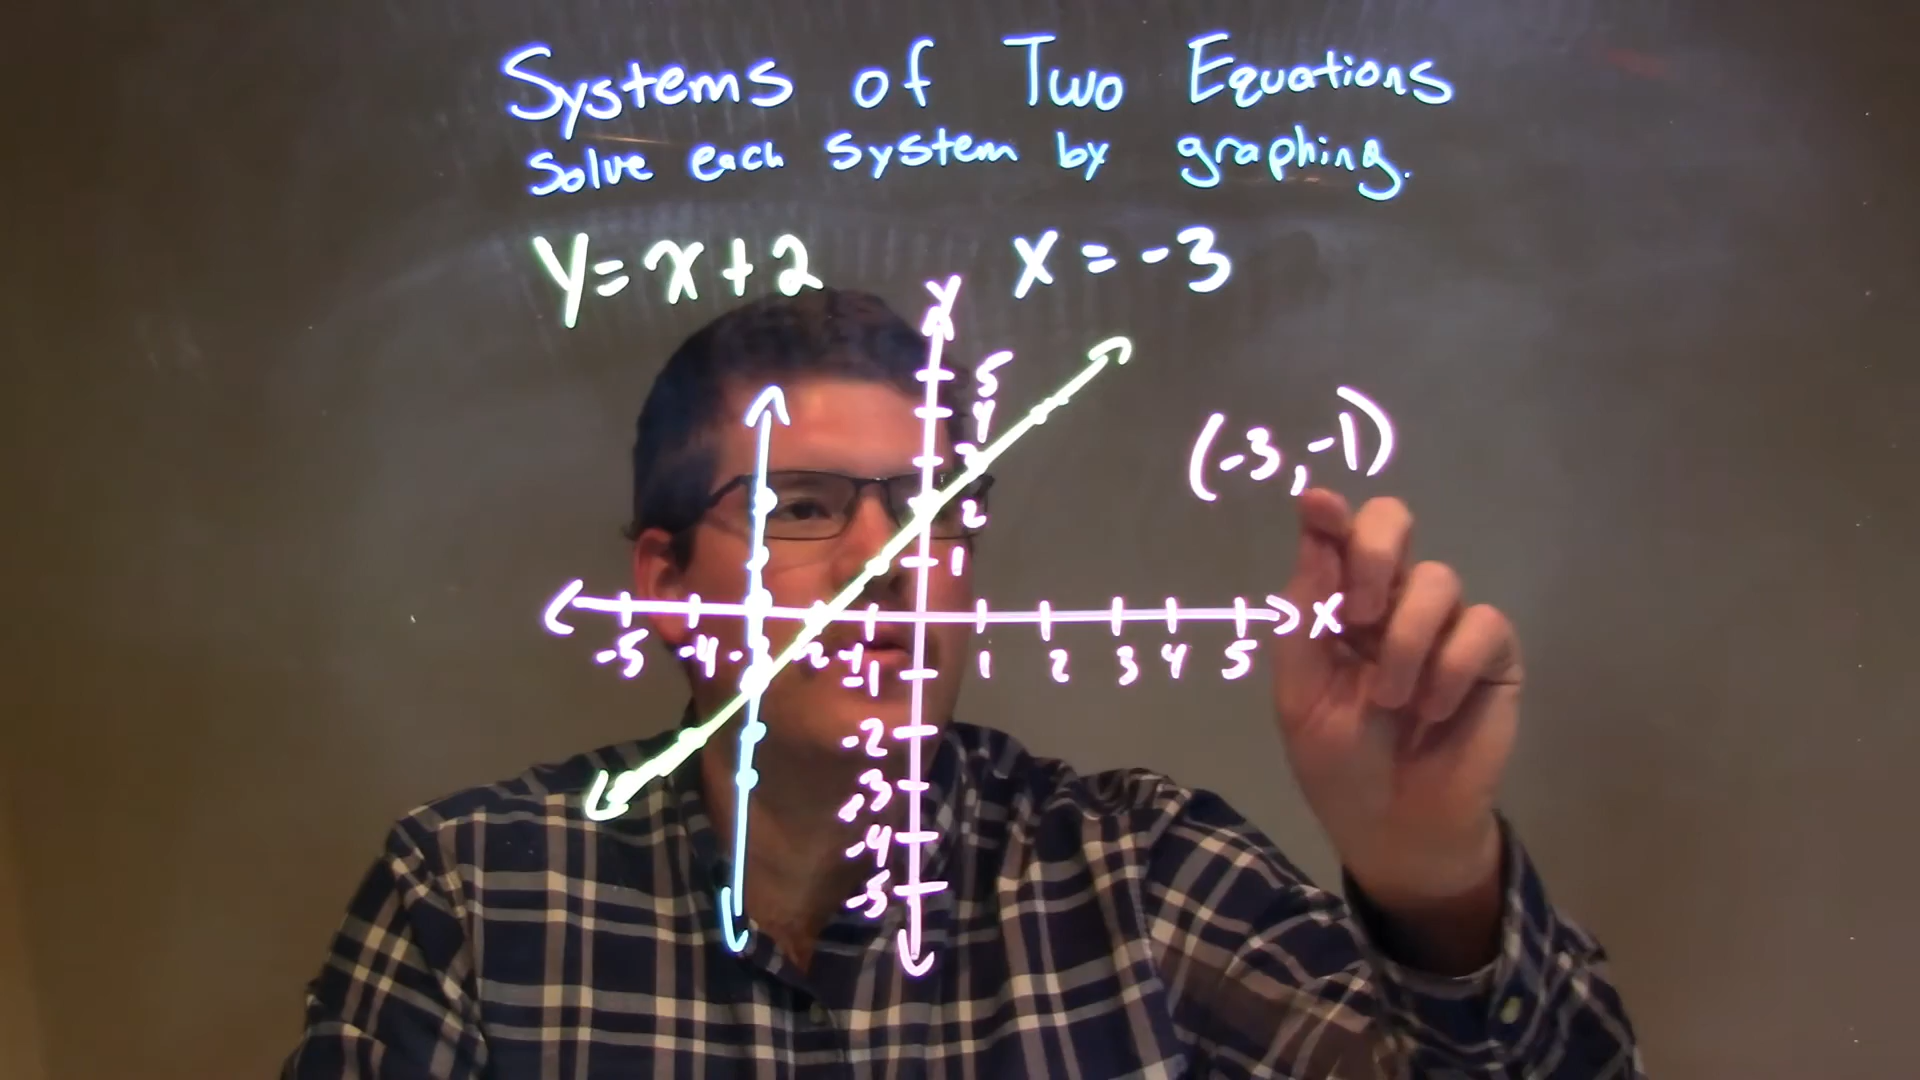 Systems of Two Equations
Solve each system by graphing.
y=x+2 x=-3
y
5
4
3
(-3,-1)
2
1
x
-5 -4 -3 -2 -1 1 2 3 4 5
-1
-2
-3
-4
-5